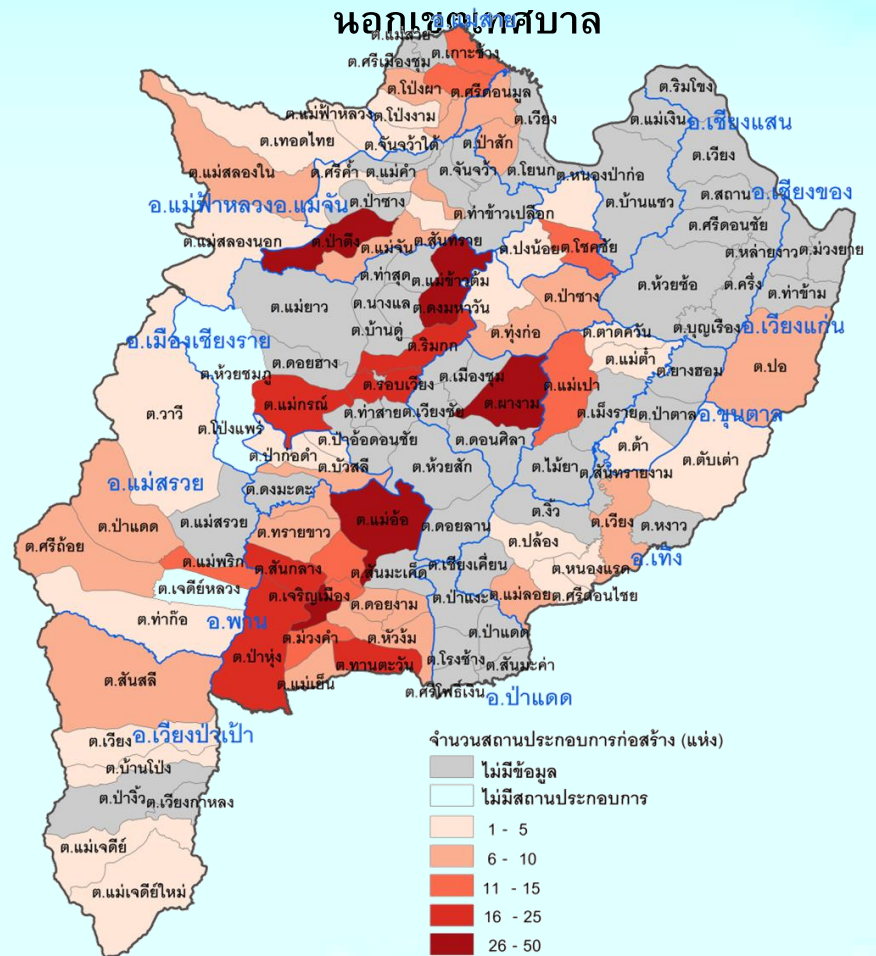 นอกเขตเทศบาล
อ.แม่สาย
ต.แม่สาย
ต.เกาะช้าง
ต.ศรีเมืองชุม
ต.โป่งผา
ต.ศรีดอนมูล
ต.ริมโขง
ต.แม่ฟ้าหลวง
ต.โป่งงาม
ต.เวียง
ต.แม่เงิน
อ.เชียงแสน
ต.เทอดไทย
ต.จันจว้าใต้
ต.ป่าสัก
ต.เวียง
ต.แม่สลองใน
ต.ศรีค้ำ
ต.แม่คำ
ต.จันจว้า
ต.โยนก
ต.หนองป่าก่อ
ต.สถาน
อ.เชียงของ
อ.แม่ฟ้าหลวง
อ.แม่จัน
ต.ป่าซาง
ต.ท่าข้าวเปลือก
ต.บ้านแซว
ต.ศรีดอนชัย
ต.แม่สลองนอก
ต.ป่าตึง
ต.แม่จัน
ต.สันทราย
ต.ปงน้อย
ต.โชคชัย
ต.หล่ายงาว
ต.ม่วงยาย
ต.ท่าสุด
ต.แม่ข้าวต้ม
ต.ห้วยซ้อ
ต.ครึ่ง
ต.ท่าข้าม
ต.แม่ยาว
ต.นางแล
ต.ดงมหาวัน
ต.ป่าซาง
ต.บ้านดู่
ต.ทุ่งก่อ
ต.ตาดควัน
ต.บุญเรือง
อ.เวียงแก่น
อ.เมืองเชียงราย
ต.ริมกก
ต.แม่ต๋ำ
ต.ยางฮอม
ต.ปอ
ต.ห้วยชมภู
ต.ดอยฮาง
ต.รอบเวียง
ต.เมืองชุม
ต.แม่เปา
ต.วาวี
ต.แม่กรณ์
ต.ท่าสาย
ต.เวียงชัย
ต.ผางาม
ต.เม็งราย
ต.ป่าตาล
อ.ขุนตาล
ต.โป่งแพร่
ต.ป่าอ้อดอนชัย
ต.ดอนศิลา
ต.ต้า
ต.ตับเต่า
ต.ป่าก่อดำ
ต.บัวสลี
ต.ห้วยสัก
ต.ไม้ยา
ต.สันทรายงาม
อ.แม่สรวย
ต.ดงมะดะ
ต.งิ้ว
ต.แม่สรวย
ต.ป่าแดด
ต.ทรายขาว
ต.แม่อ้อ
ต.ดอยลาน
ต.เวียง
ต.หงาว
ต.ศรีถ้อย
ต.ปล้อง
ต.แม่พริก
ต.สันกลาง
ต.สันมะเค็ด
ต.เชียงเคี่ยน
ต.หนองแรด
อ.เทิง
ต.เจดีย์หลวง
ต.เจริญเมือง
ต.ดอยงาม
ต.ป่าแงะ
ต.แม่ลอย
ต.ศรีดอนไชย
ต.ท่าก๊อ
อ.พาน
ต.ม่วงคำ
ต.หัวง้ม
ต.ป่าแดด
ต.ป่าหุ่ง
ต.ทานตะวัน
ต.โรงช้าง
ต.สันมะค่า
ต.สันสลี
ต.แม่เย็น
ต.ศรีโพธิ์เงิน
อ.ป่าแดด
ต.เวียง
อ.เวียงป่าเป้า
ต.บ้านโป่ง
ต.ป่างิ้ว
ต.เวียงกาหลง
ต.แม่เจดีย์
ต.แม่เจดีย์ใหม่
จำนวนสถานประกอบการก่อสร้าง (แห่ง)
ไม่มีข้อมูล
ไม่มีสถานประกอบการ
1 - 5
6 - 10
11 - 15
16 - 25
26 - 50